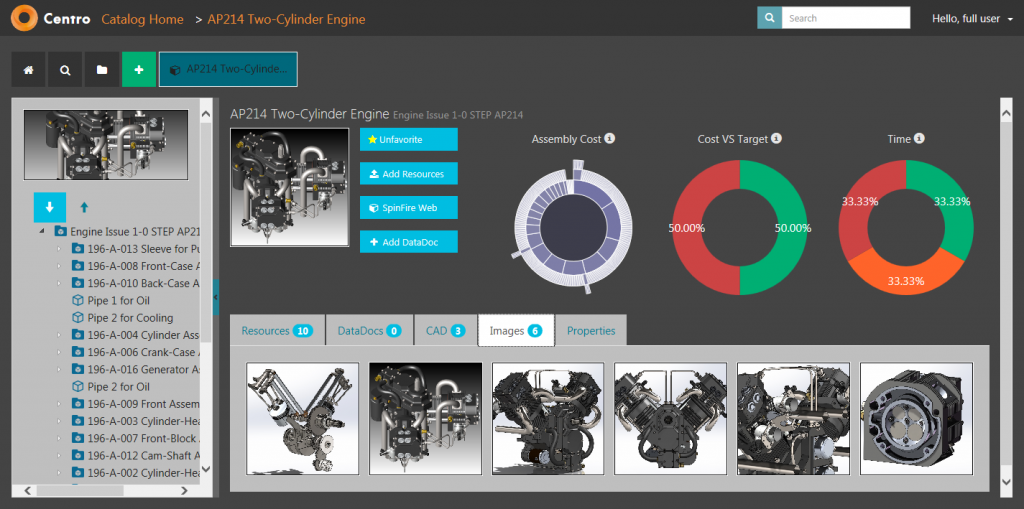 Centro Catalog Home > AP214 Two-Cylinder Engine
Search
Hello, full user
AP214 Two-Cylinde...
AP214 Two-Cylinder Engine Engine Issue 1-0 STEP AP214
Unfavorite
Add Resources
SpinFire Web
Add DataDoc
Assembly Cost
Cost VS Target
Time
50.00%
50.00%
33.33%
33.33%
33.33%
Engine Issue 1-0 STEP AP21
196-A-013 Sleeve for Pu
196-A-008 Front-Case A
196-A-010 Back-Case A
Pipe 1 for Oil
Pipe 2 for Cooling
196-A-004 Cylinder Ass
196-A-006 Crank-Case A
196-A-016 Generator As
Pipe 2 for Oil
196-A-009 Front Assem
196-A-003 Cylinder-Hea
196-A-007 Front-Block
196-A-012 Cam-Shaft A
196-A-002 Cylinder-Hea
Resources 10
DataDocs 0
CAD 3
Images 6
Properties